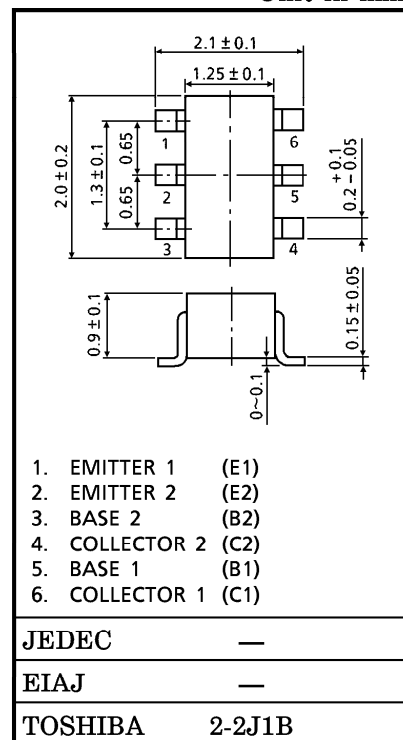 2.1±0.1
1.25±0.1
1
6
2
5
3
4
2.0±0.2
1.3±0.1
0.65
0.65
+0.1
0.2-0.05
0.9±0.1
0.15±0.05
0~0.1
1. EMITTER 1 (E1)
2. EMITTER 2 (E2)
3. BASE 2 (B2)
4. COLLECTOR 2 (C2)
5. BASE 1 (B1)
6. COLLECTOR 1 (C1)
JEDEC —
EIAJ —
TOSHIBA 2-2J1B